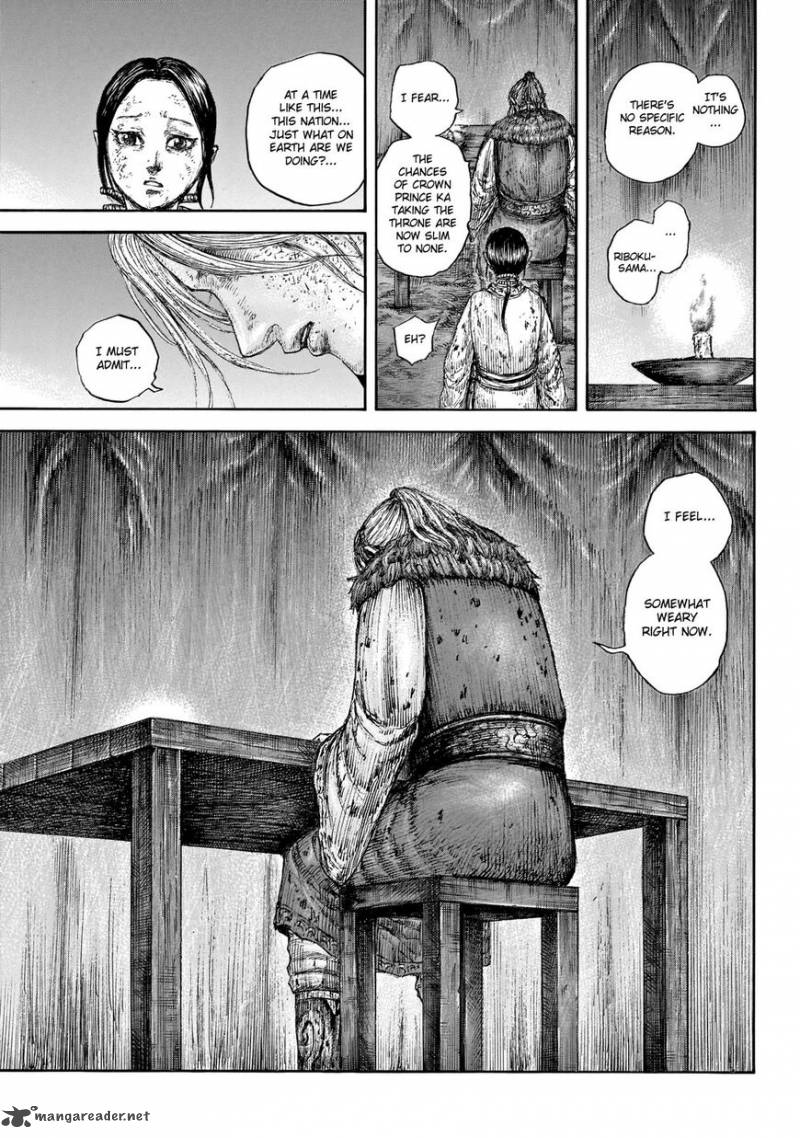 IT'S
NOTHING
...
THERE'S
NO SPECIFIC
REASON.
...
RIBOKU-
SAMA...
I FEAR...
THE
CHANCES
OF CROWN
PRINCE KA
TAKING THE
THRONE ARE
NOW SLIM
TO NONE.
EH?
AT A TIME
LIKE THIS...
THIS NATION...
JUST WHAT ON
EARTH ARE WE
DOING?...
I MUST
ADMIT...
I FEEL...
SOMEWHAT
WEARY
RIGHT NOW.
mangareader.net